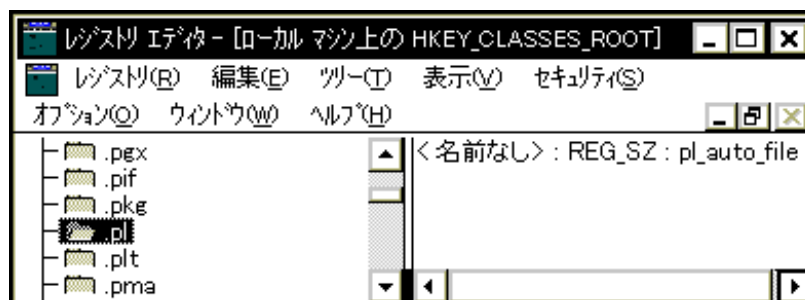 レジストリ エディタ - [ローカル マシン上の HKEY_CLASSES_ROOT]
レジストリ(R) 編集(E) ツリー(T) 表示(V) セキュリティ(S)
オプション(O) ウィンドウ(W) ヘルプ(H)
.pgx
<名前なし> : REG_SZ : pl_auto_file
.pif
.pkg
.pl
.plt
.pma